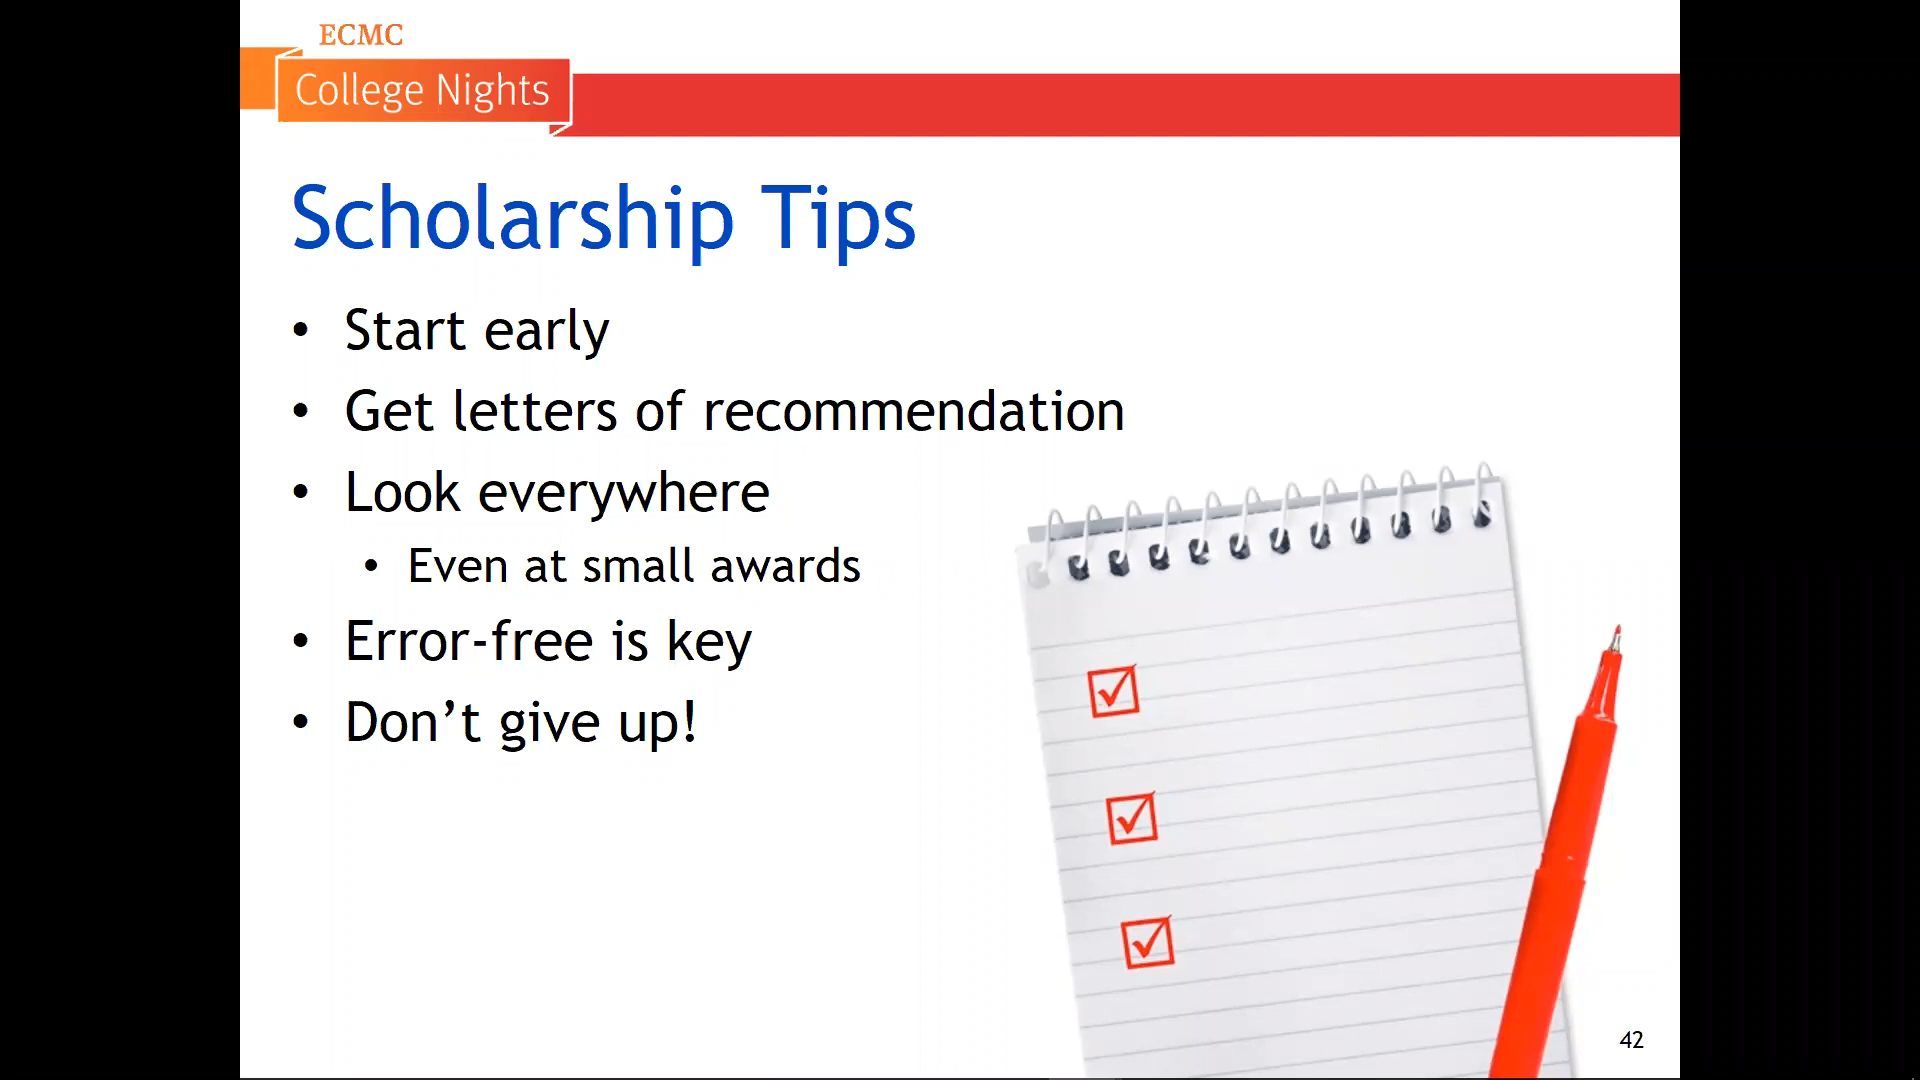 ECMC
College Nights
Scholarship Tips
• Start early
• Get letters of recommendation
• Look everywhere
• Even at small awards
• Error-free is key
• Don’t give up!
42